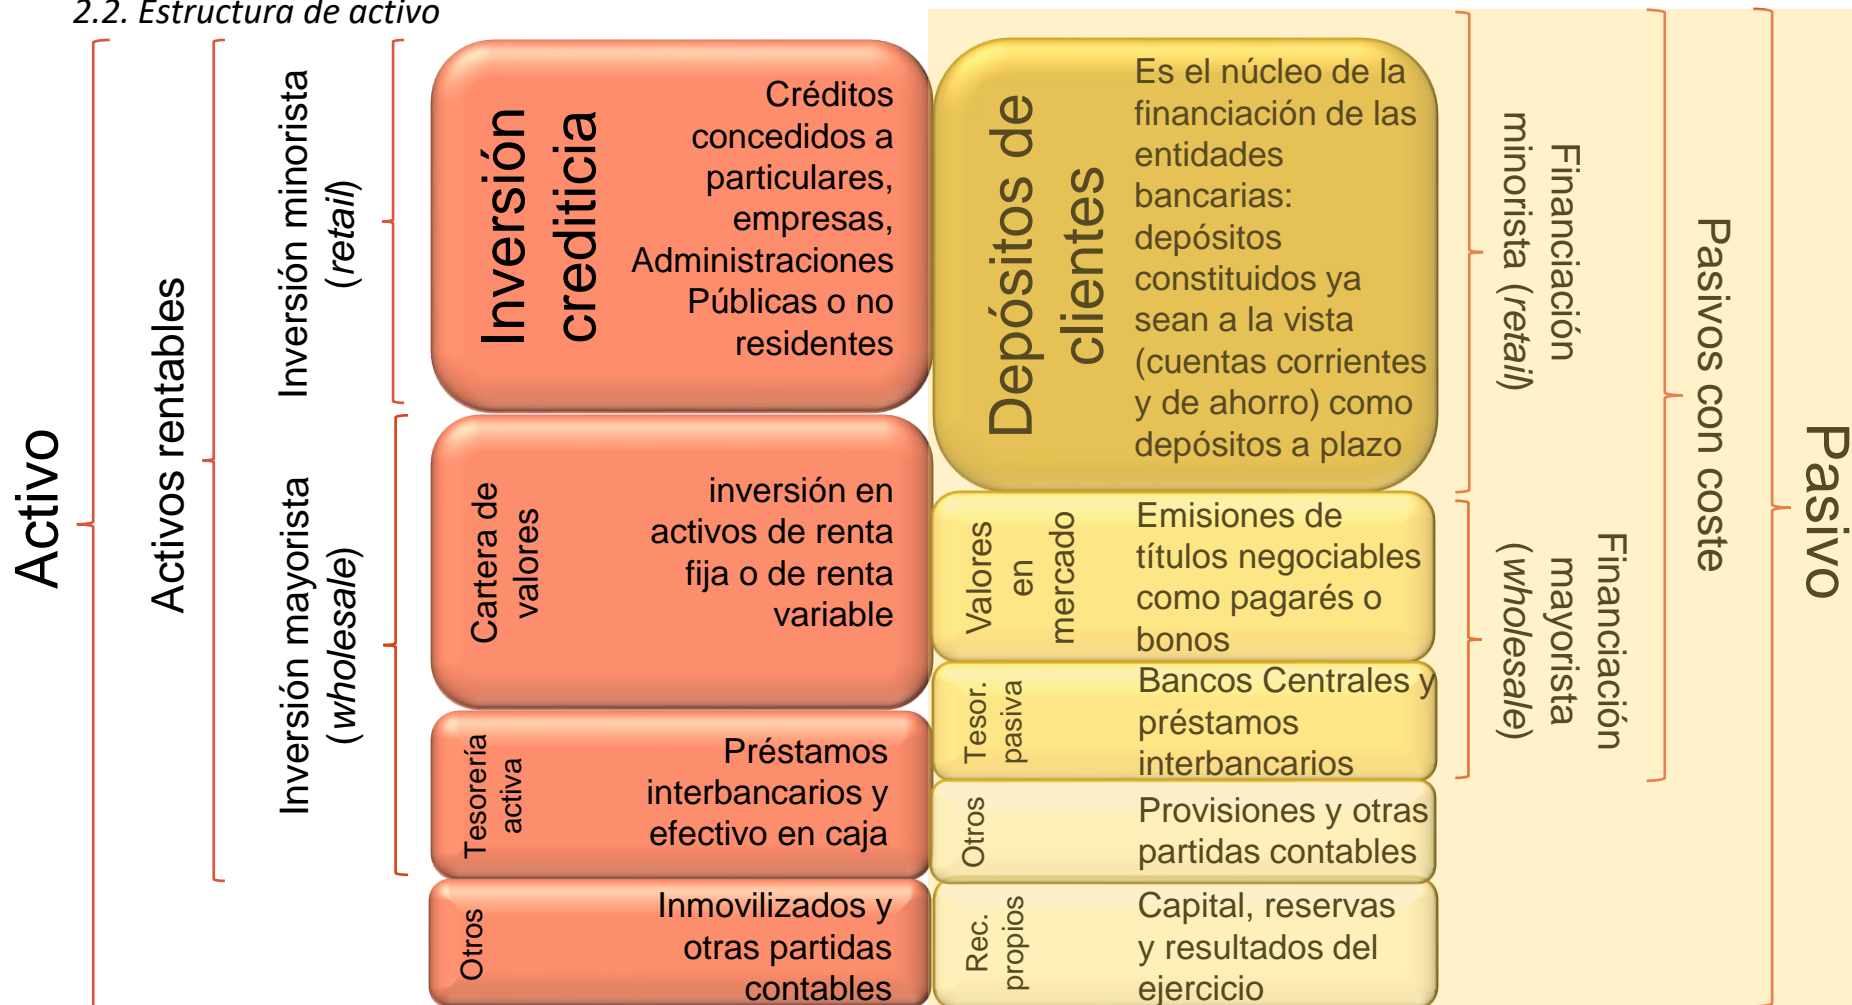 2.2. Estructura de activo
Activo
Activos rentables
Inversión minorista
(retail)
Inversión mayorista
(wholesale)
Inversión
crediticia
Créditos
concedidos a
particulares,
empresas,
Administraciones
Públicas o no
residentes
Cartera de
valores
inversión en
activos de renta
fija o de renta
variable
Tesorería
activa
Préstamos
interbancarios y
efectivo en caja
Otros
Inmovilizados y
otras partidas
contables
Depósitos de
clientes
Es el núcleo de la
financiación de las
entidades
bancarias:
depósitos
constituidos ya
sean a la vista
(cuentas corrientes
y de ahorro) como
depósitos a plazo
Valores
en
mercado
Emisiones de
títulos negociables
como pagarés o
bonos
Tesor.
pasiva
Bancos Centrales y
préstamos
interbancarios
Otros
Provisiones y otras
partidas contables
Rec.
propios
Capital, reservas
y resultados del
ejercicio
Financiación
minorista (retail)
Financiación
mayorista
(wholesale)
Pasivos con coste
Pasivo